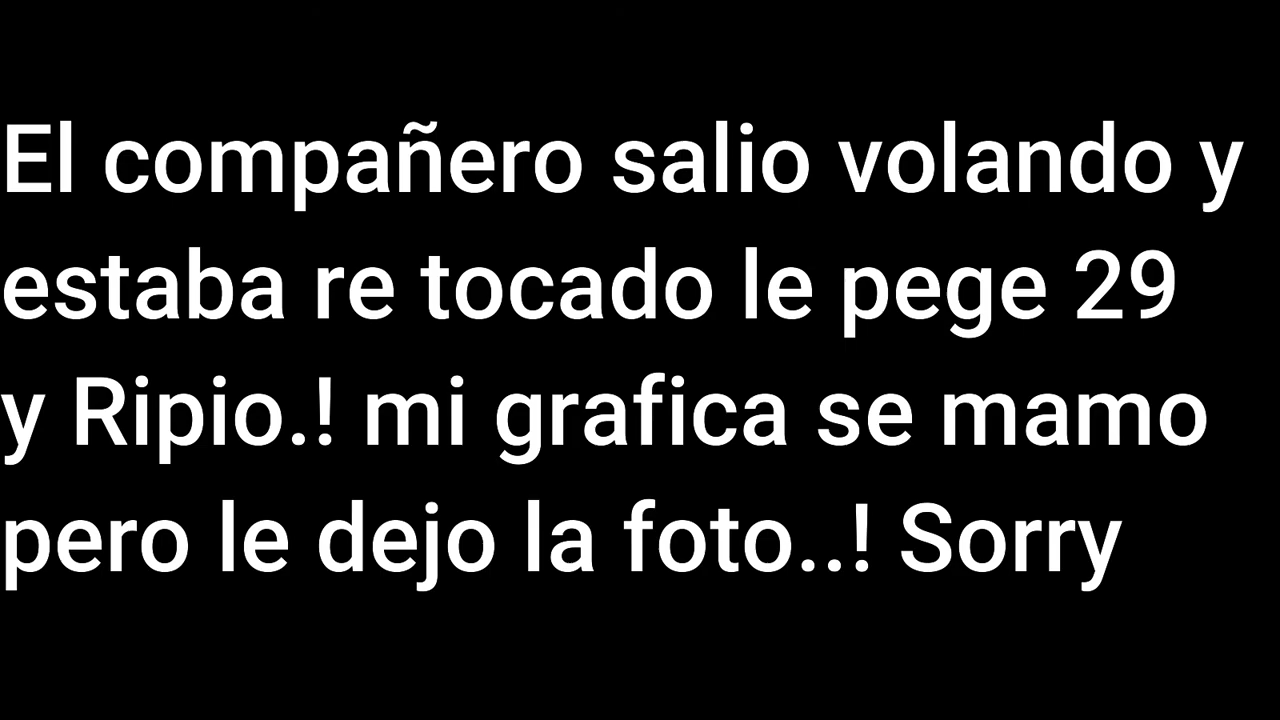 El compañero salio volando y
estaba re tocado le pege 29
y Ripio.! mi grafica se mamo
pero le dejo la foto..! Sorry